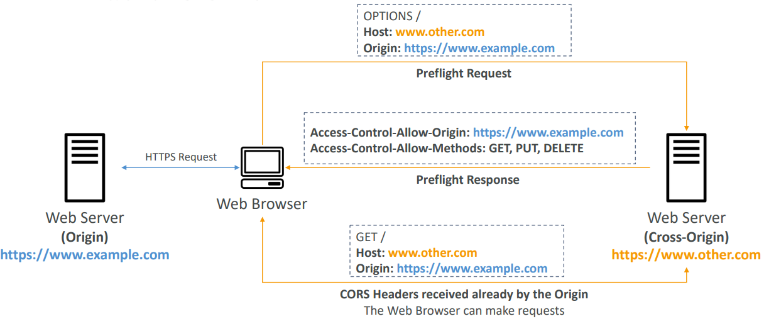 OPTIONS /
Host: www.other.com
Origin: https://www.example.com
Preflight Request
Access-Control-Allow-Origin: https://www.example.com
Access-Control-Allow-Methods: GET, PUT, DELETE
Preflight Response
HTTPS Request
Web Browser
Web Server
(Origin)
https://www.example.com
Web Server
(Cross-Origin)
https://www.other.com
GET /
Host: www.other.com
Origin: https://www.example.com
CORS Headers received already by the Origin
The Web Browser can make requests